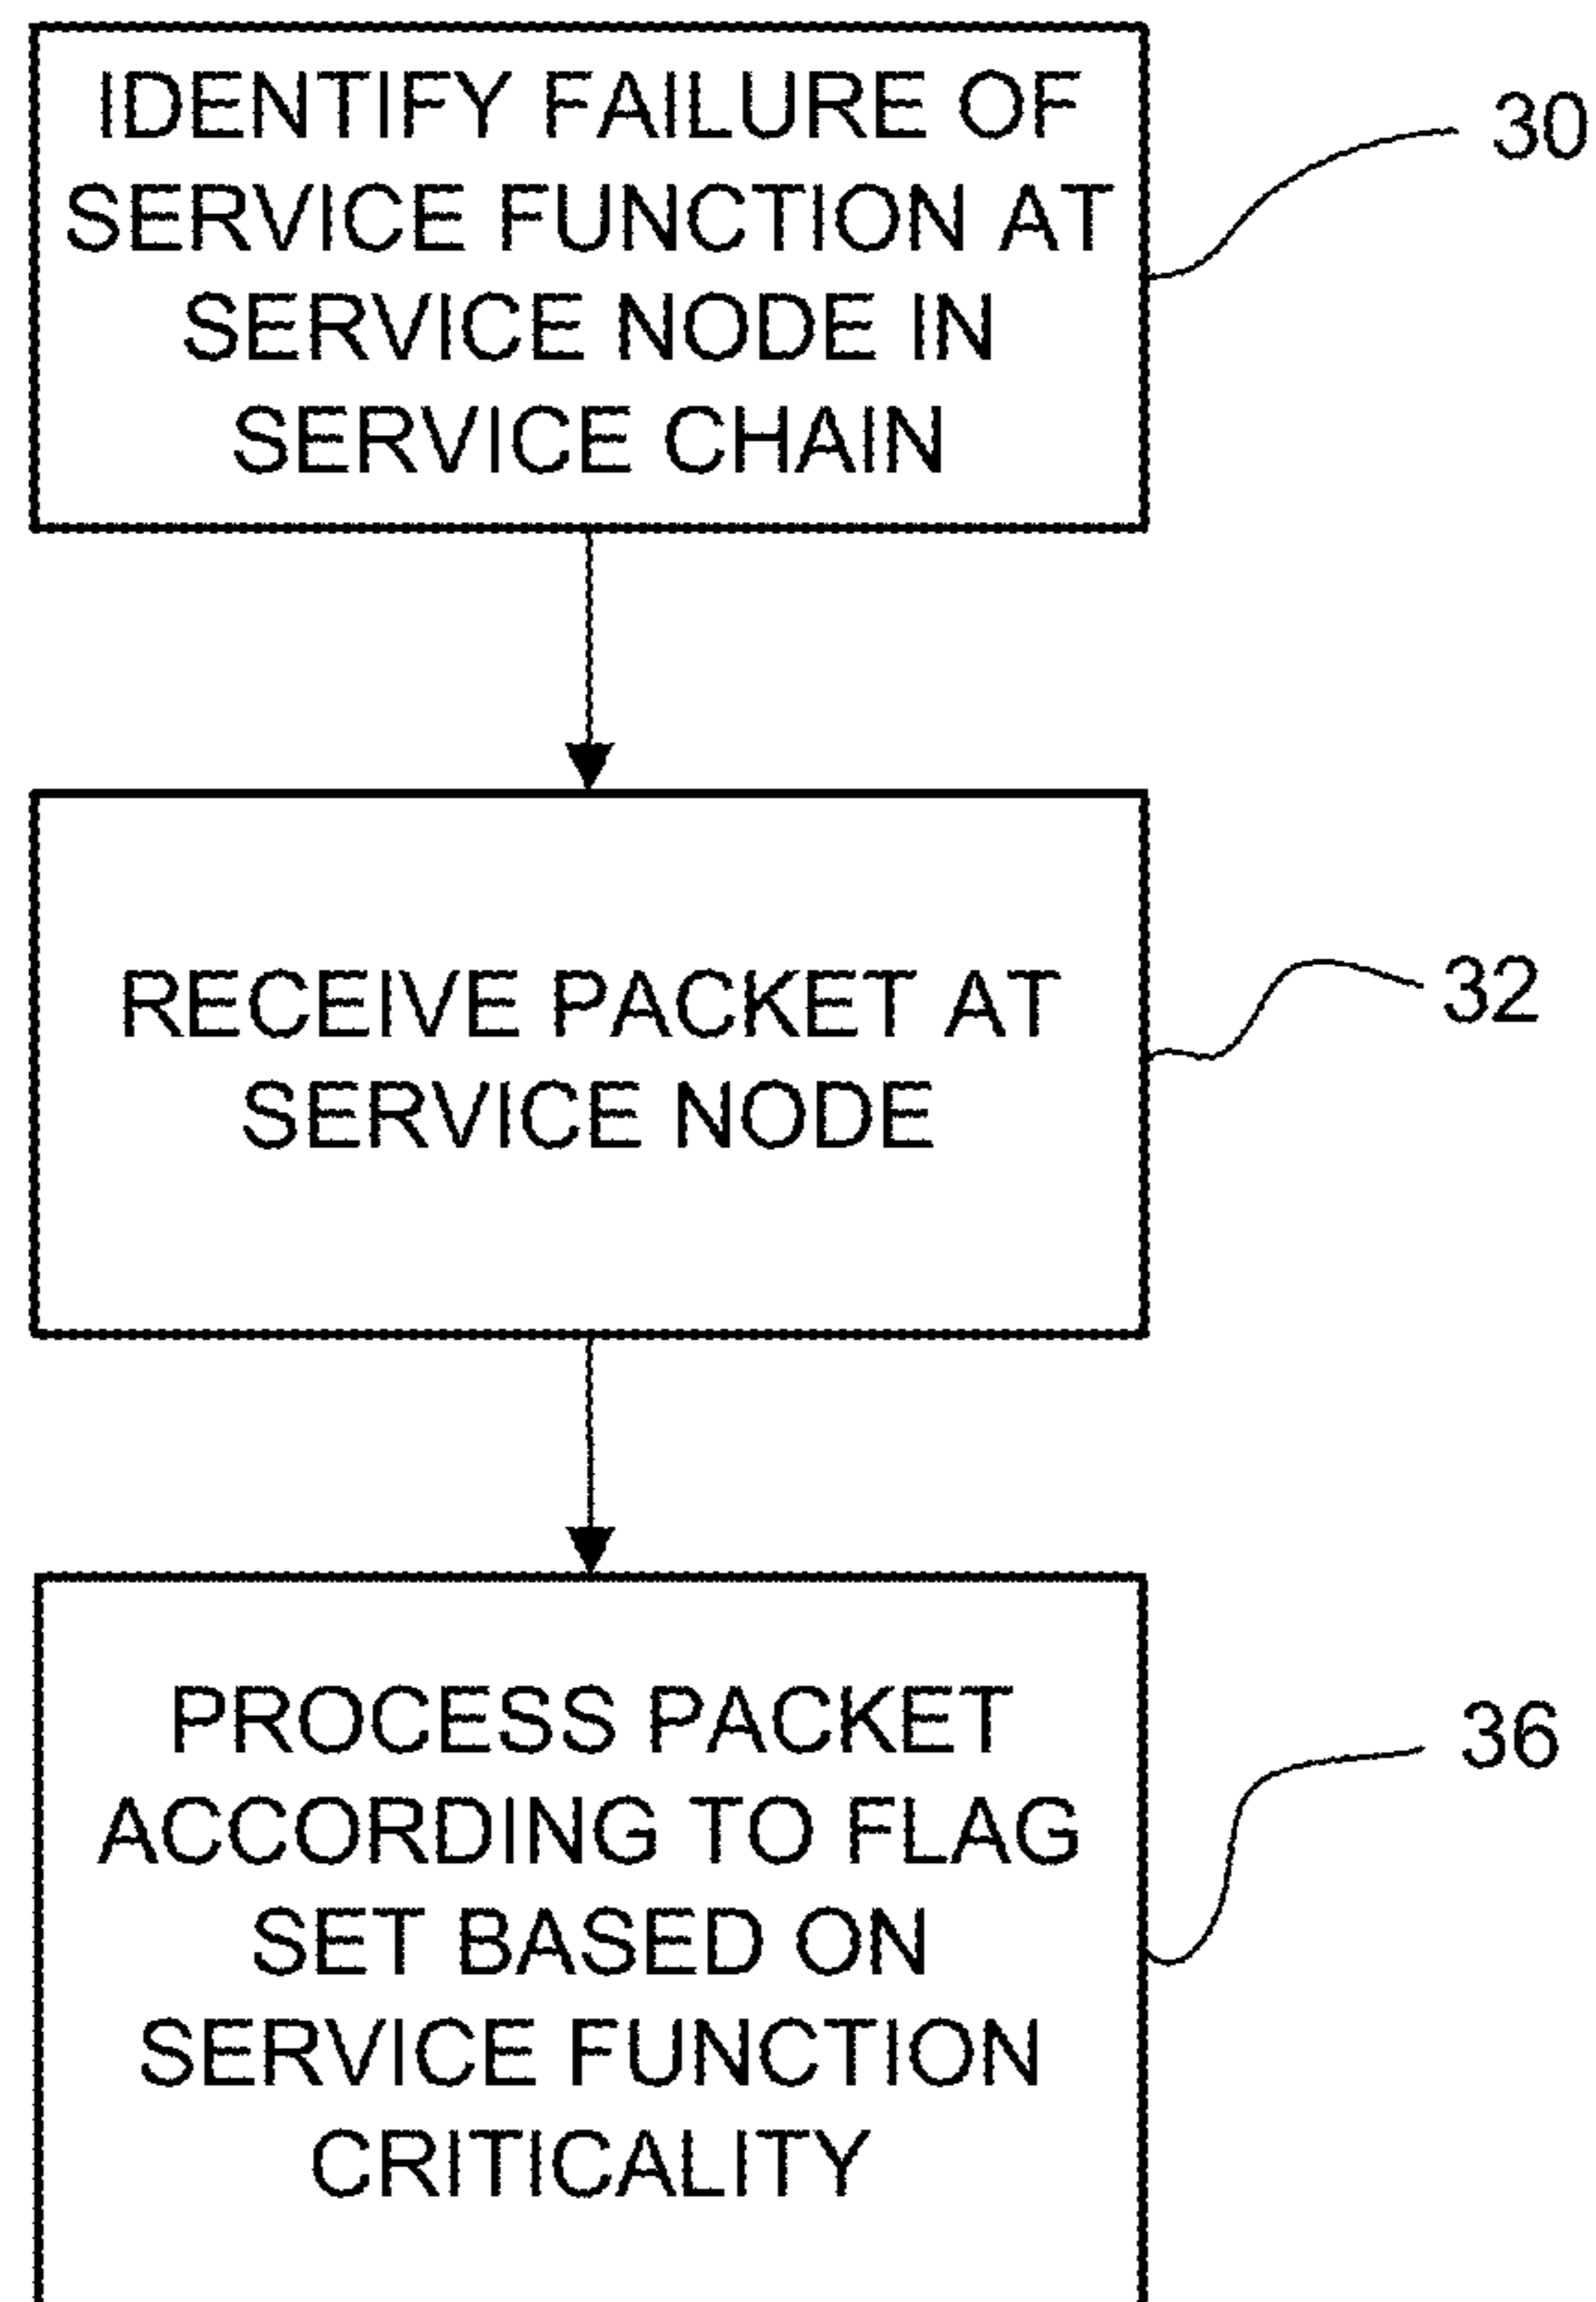 IDENTIFY FAILURE OF
SERVICE FUNCTION AT
SERVICE NODE IN
SERVICE CHAIN
30
RECEIVE PACKET AT
SERVICE NODE
32
PROCESS PACKET
ACCORDING TO FLAG
SET BASED ON
SERVICE FUNCTION
CRITICALITY
36